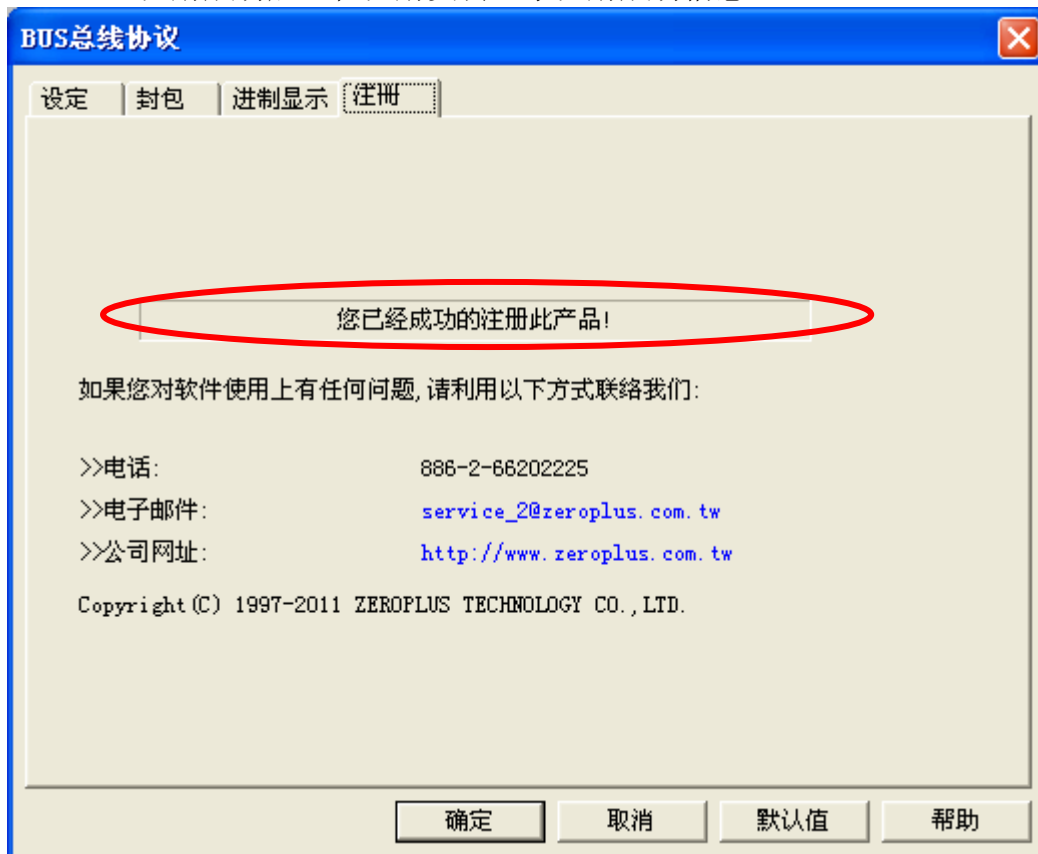 BUS总线协议
设定 封包 进制显示 注册
您已经成功的注册此产品!
如果您对软件使用上有任何问题,请利用以下方式联络我们:
>>电话: 886-2-66202225
>>电子邮件: service_2@zeroplus.com.tw
>>公司网址: http://www.zeroplus.com.tw
Copyright(C) 1997-2011 ZEROPLUS TECHNOLOGY CO.,LTD.
确定 取消 默认值 帮助